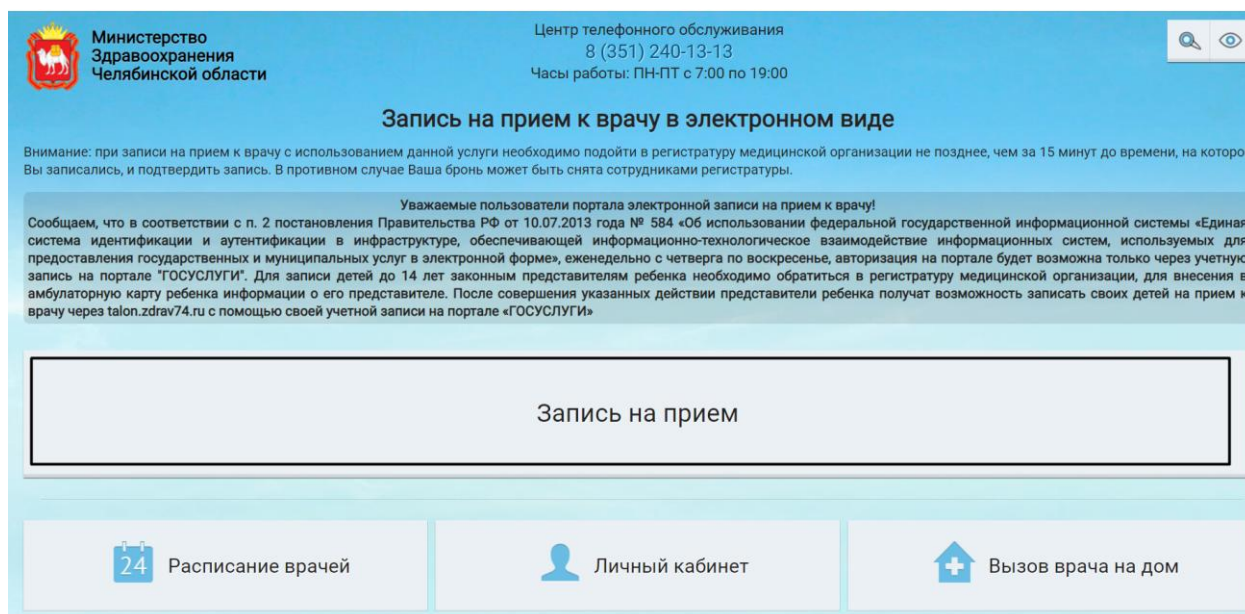 Министерство
Здравоохранения
Челябинской области
Центр телефонного обслуживания
8 (351) 240-13-13
Часы работы: ПН-ПТ с 7:00 по 19:00
Запись на прием к врачу в электронном виде
Внимание: при записи на прием к врачу с использованием данной услуги необходимо подойти в регистратуру медицинской организации не позднее, чем за 15 минут до времени, на которо
Вы записались, и подтвердить запись. В противном случае Ваша бронь может быть снята сотрудниками регистратуры.
Уважаемые пользователи портала электронной записи на прием к врачу!
Сообщаем, что в соответствии с п. 2 постановления Правительства РФ от 10.07.2013 года № 584 «Об использовании федеральной государственной информационной системы «Единая
система идентификации и аутентификации в инфраструктуре, обеспечивающей информационно-технологическое взаимодействие информационных систем, используемых для
предоставления государственных и муниципальных услуг в электронной форме», еженедельно с четверга по воскресенье, авторизация на портале будет возможна только через учетную
запись на портале "ГОСУСЛУГИ". Для записи детей до 14 лет законным представителям ребенка необходимо обратиться в регистратуру медицинской организации, для внесения в
амбулаторную карту ребенка информации о его представителе. После совершения указанных действии представители ребенка получат возможность записать своих детей на прием к
врачу через talon.zdrav74.ru с помощью своей учетной записи на портале «ГОСУСЛУГИ»
Запись на прием
24 Расписание врачей
Личный кабинет
Вызов врача на дом